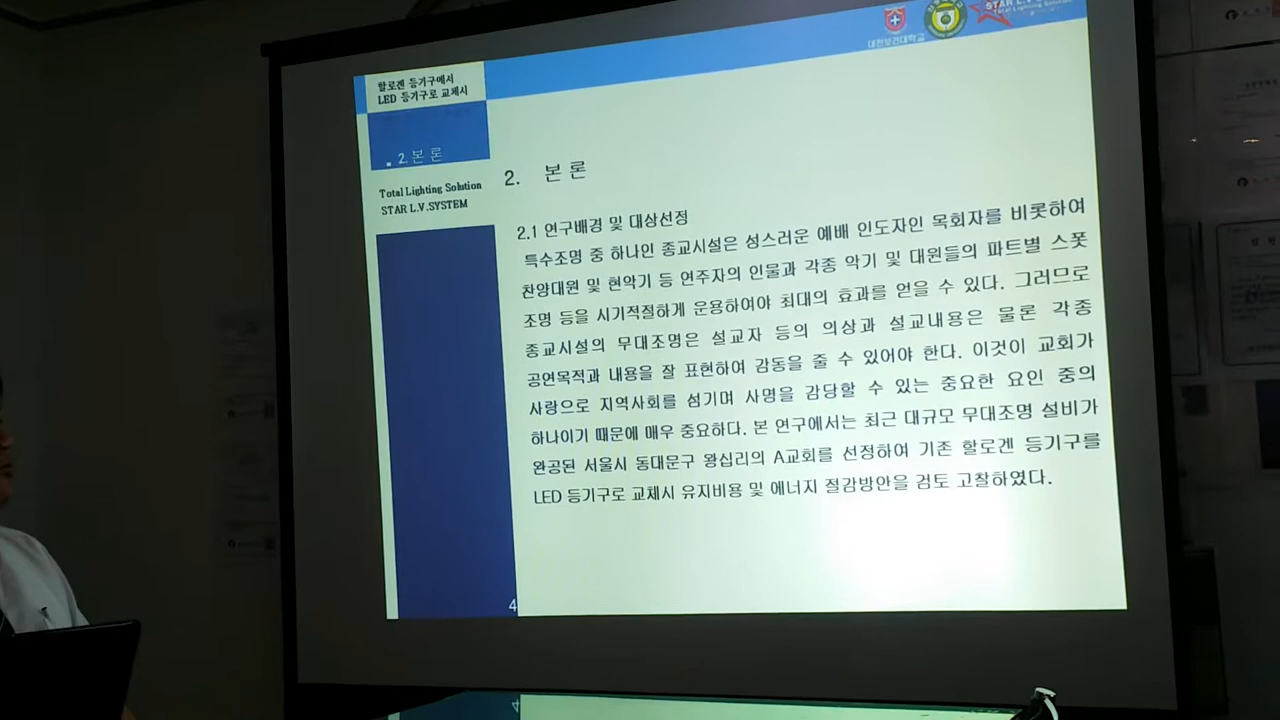 할로겐 등기구에서
LED 등기구로 교체시
2. 본 론
Total Lighting Solution
STAR L.V.SYSTEM
대전보건대학교
STAR L.V.
Total Lighting Solution
2. 본 론
2.1 연구배경 및 대상선정
특수조명 중 하나인 종교시설은 성스러운 예배 인도자인 목회자를 비롯하여
찬양대원 및 현악기 등 연주자의 인물과 각종 악기 및 대원들의 파트별 스폿
조명 등을 시기적절하게 운용하여야 최대의 효과를 얻을 수 있다. 그러므로
종교시설의 무대조명은 설교자 등의 의상과 설교내용은 물론 각종
공연목적과 내용을 잘 표현하여 감동을 줄 수 있어야 한다. 이것이 교회가
사랑으로 지역사회를 섬기며 사명을 감당할 수 있는 중요한 요인 중의
하나이기 때문에 매우 중요하다. 본 연구에서는 최근 대규모 무대조명 설비가
완공된 서울시 동대문구 왕십리의 A교회를 선정하여 기존 할로겐 등기구를
LED 등기구로 교체시 유지비용 및 에너지 절감방안을 검토 고찰하였다.
4